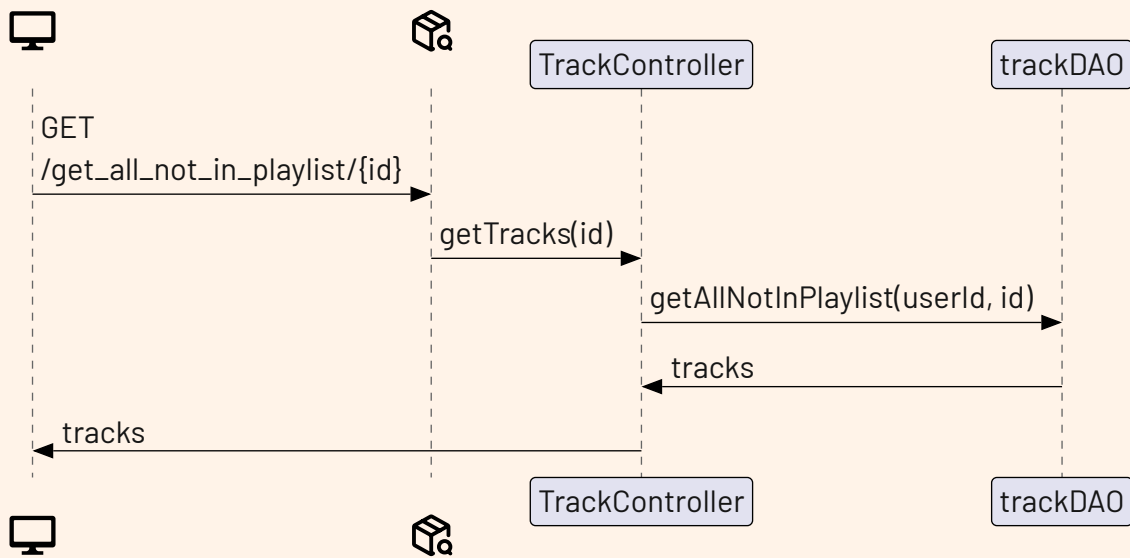 TrackController
trackDAO
GET
/get_all_not_in_playlist/{id}
getTracks(id)
getAllNotInPlaylist(userId, id)
tracks
tracks
TrackController
trackDAO